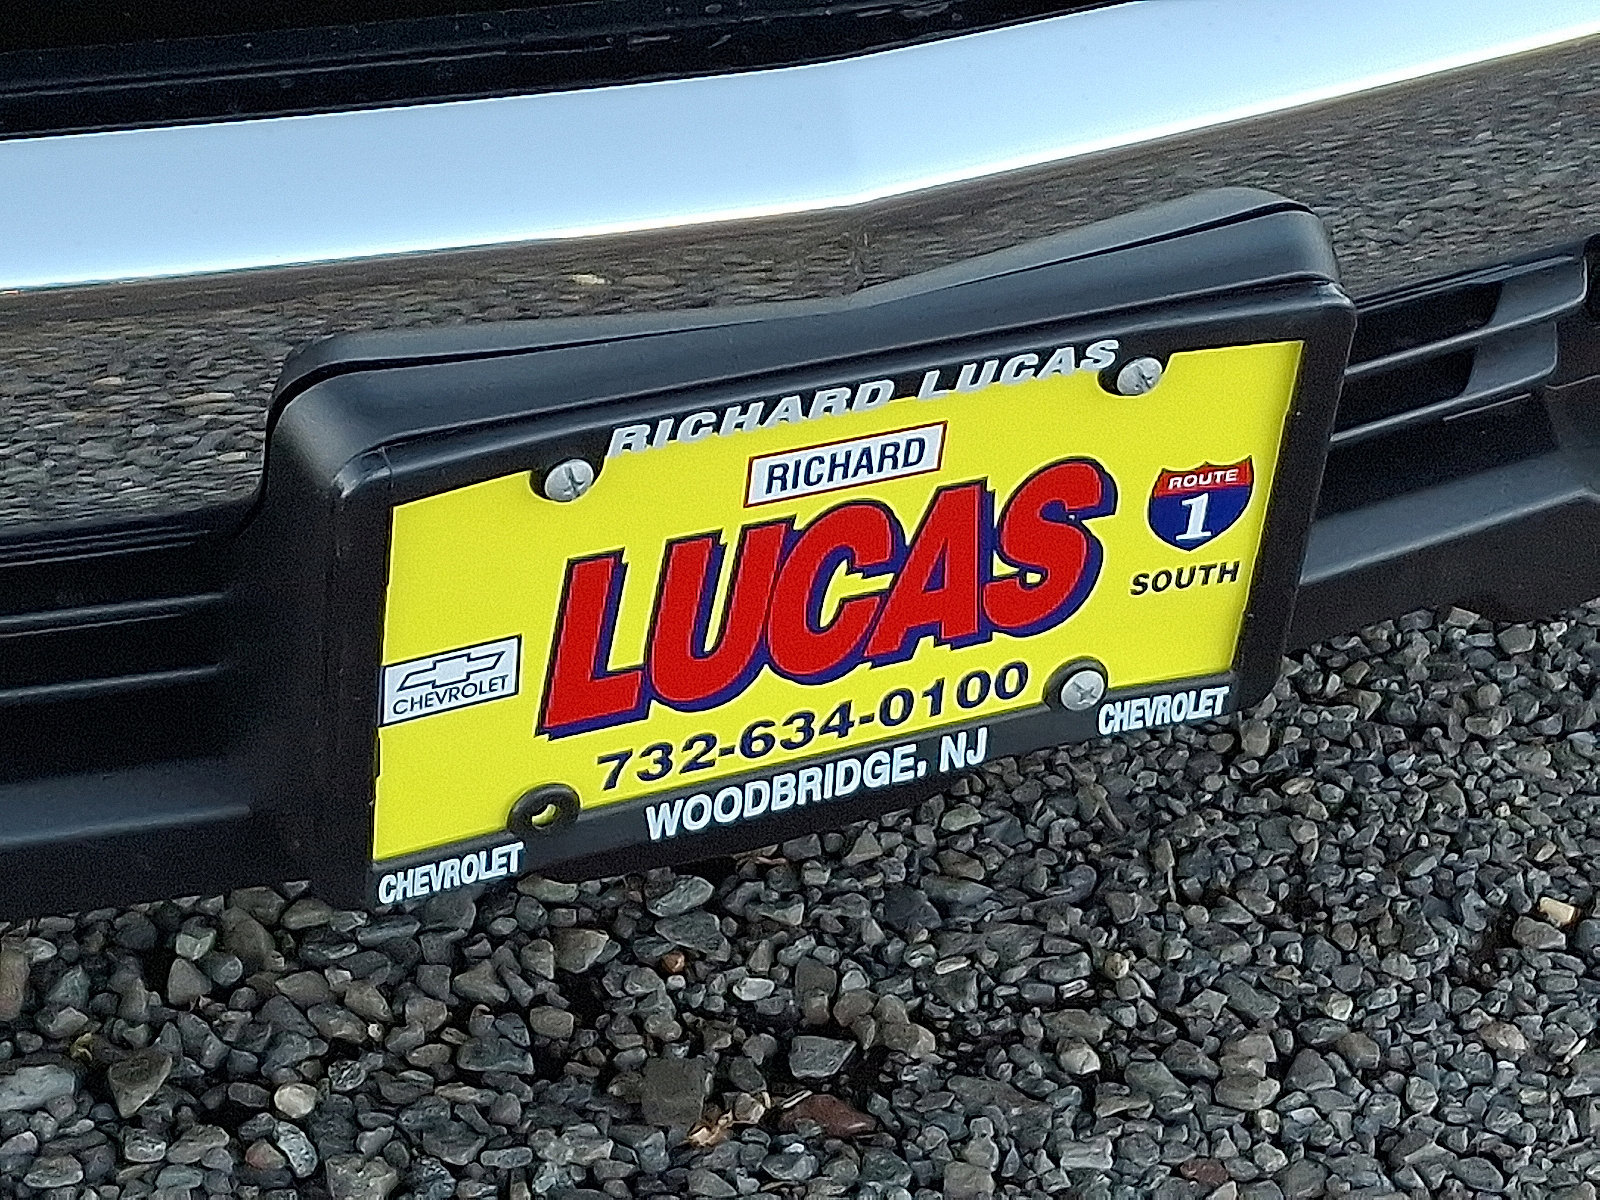 RICHARD LUCAS
RICHARD
LUCAS
ROUTE
1
SOUTH
CHEVROLET
732-634-0100
WOODBRIDGE, NJ
CHEVROLET
CHEVROLET